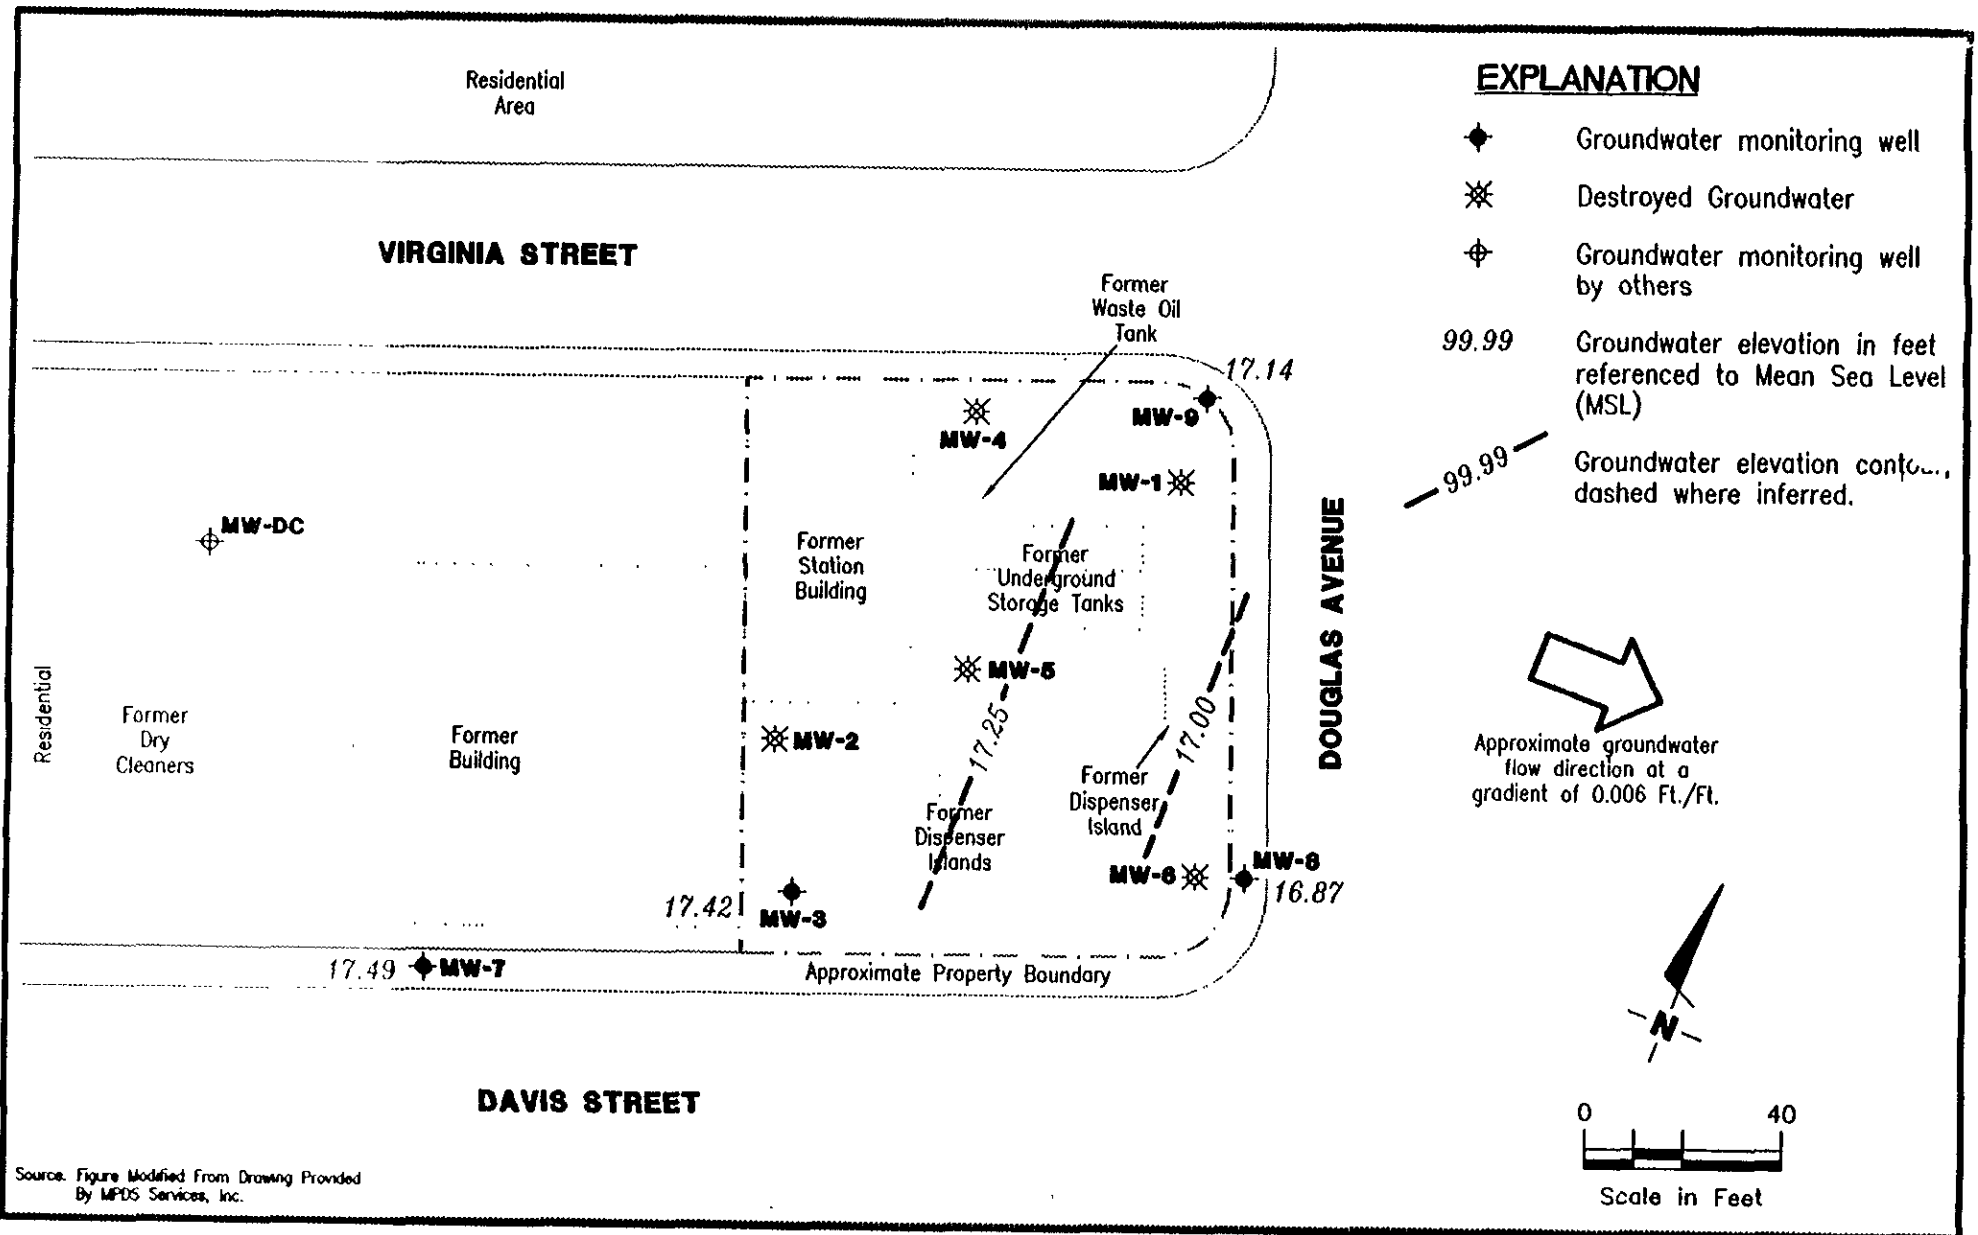 Residential
Area
VIRGINIA STREET
Former
Waste Oil
Tank
17.14
MW-9
MW-4
MW-1
MW-DC
Former
Station
Building
Former
Underground
Storage Tanks
MW-5
MW-2
17.25
17.00
Former
Dispenser
Island
Former
Dispenser
Islands
MW-6
MW-8
16.87
DOUGLAS AVENUE
Residential
Former
Dry
Cleaners
Former
Building
17.42
MW-3
17.49
MW-7
Approximate Property Boundary
DAVIS STREET
Source. Figure Modified From Drawing Provided
By MPDS Services, Inc.
EXPLANATION
Groundwater monitoring well
Destroyed Groundwater
Groundwater monitoring well
by others
99.99
Groundwater elevation in feet
referenced to Mean Sea Level
(MSL)
99.99
Groundwater elevation
dashed where inferred.
Approximate groundwater
flow direction at a
gradient of 0.006 Ft./Ft.
N
0 40
Scale in Feet